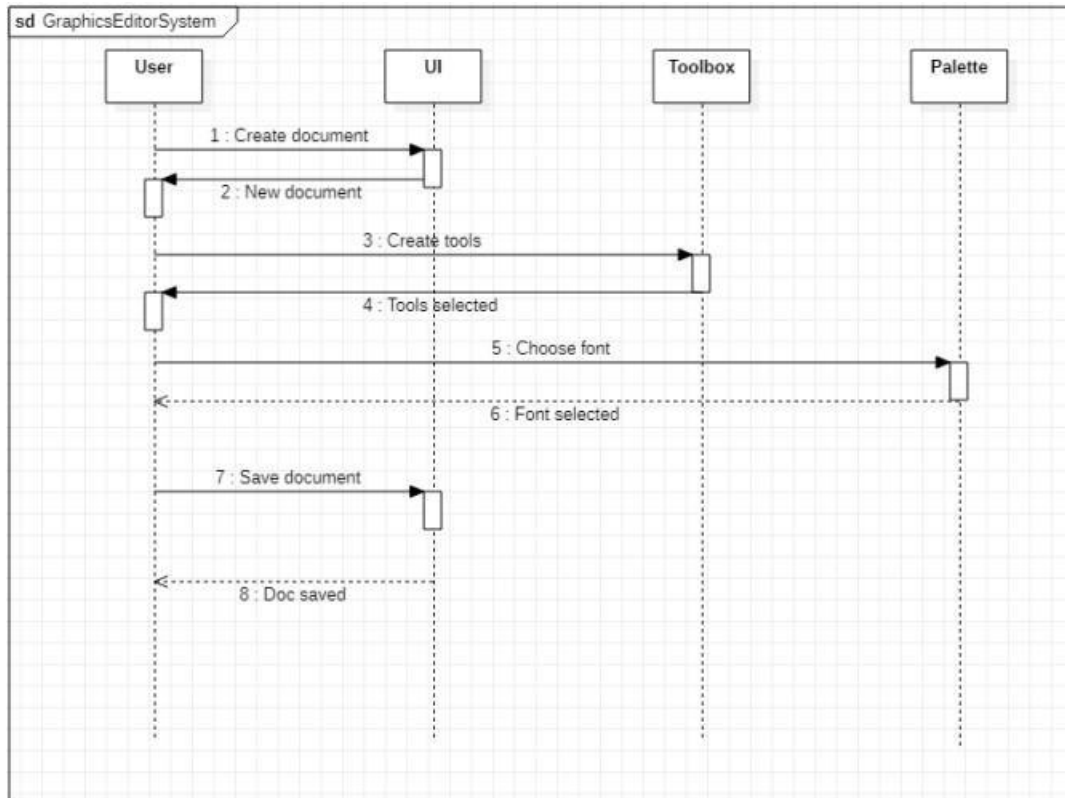 sd GraphicsEditorSystem
User
UI
Toolbox
Palette
1 : Create document
2 : New document
3 : Create tools
4 : Tools selected
5 : Choose font
6 : Font selected
7 : Save document
8 : Doc saved